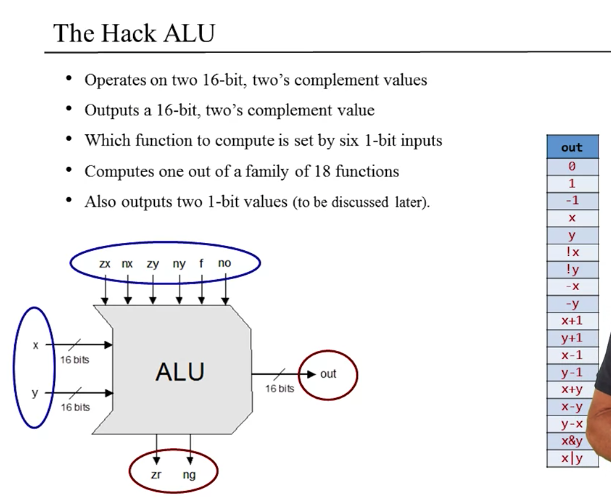 The Hack ALU
• Operates on two 16-bit, two's complement values
• Outputs a 16-bit, two's complement value
• Which function to compute is set by six 1-bit inputs
• Computes one out of a family of 18 functions
• Also outputs two 1-bit values (to be discussed later).
zx nx zy ny f no
x
16 bits
y
16 bits
ALU
16 bits
out
zr ng
out
0
1
-1
x
y
!x
!y
-x
-y
x+1
y+1
x-1
y-1
x+y
x-y
y-x
x&y
x|y